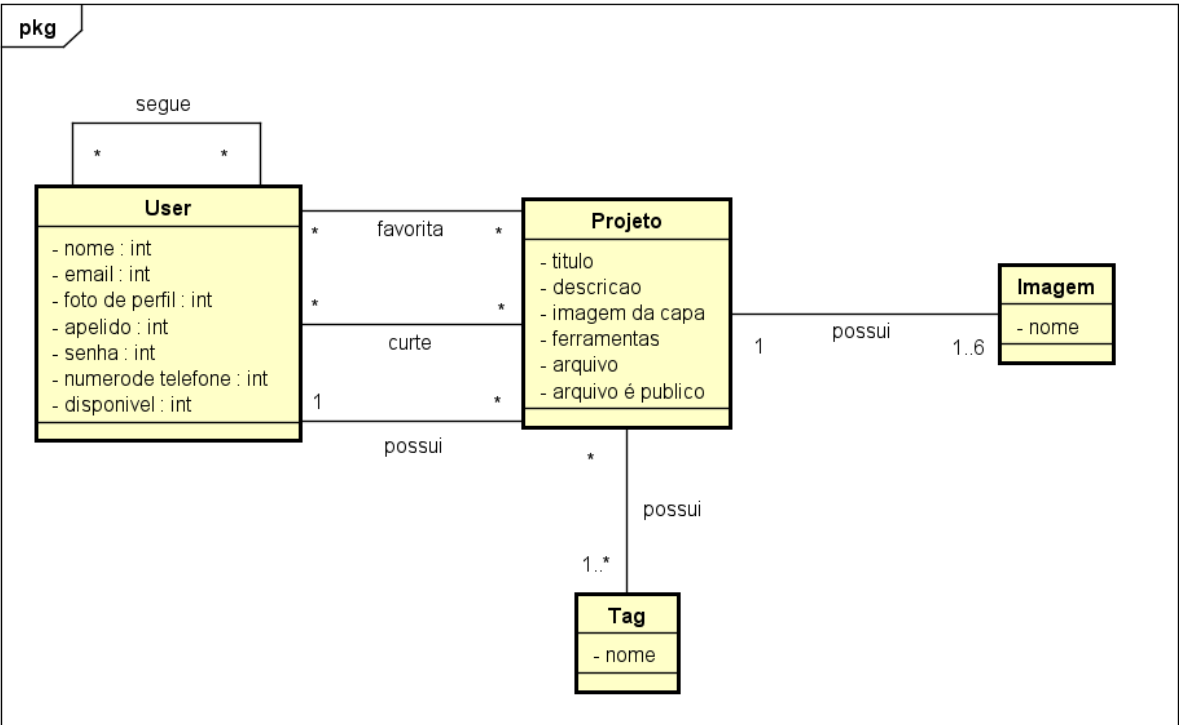 pkg
segue
* *
User
- nome : int
- email : int
- foto de perfil : int
- apelido : int
- senha : int
- numerode telefone : int
- disponivel : int
* favorita *
* *
curte
1 *
possui
Projeto
- titulo
- descricao
- imagem da capa
- ferramentas
- arquivo
- arquivo é publico
possui
1 1..6
Imagem
- nome
*
possui
1..*
Tag
- nome